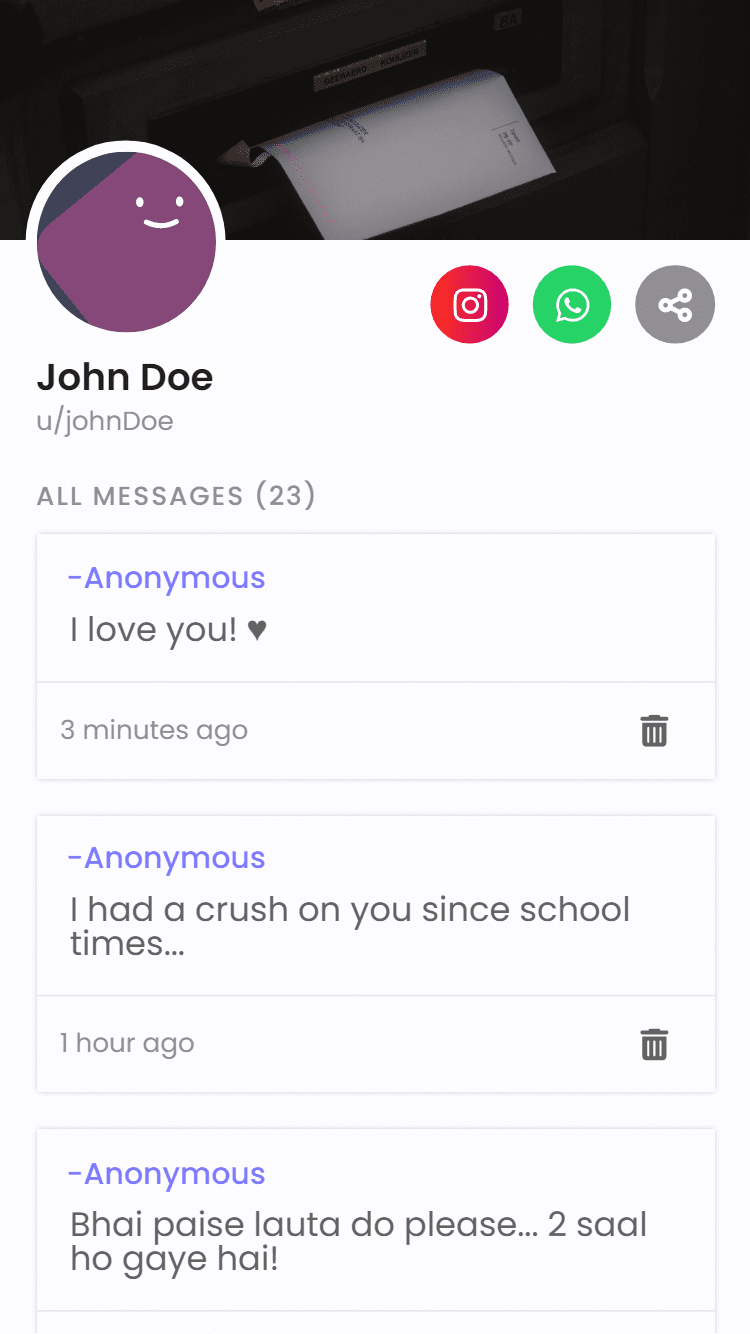 8A
John Doe
u/johnDoe
ALL MESSAGES (23)
-Anonymous
I love you! ♥
3 minutes ago
-Anonymous
I had a crush on you since school
times...
1 hour ago
-Anonymous
Bhai paise lauta do please... 2 saal
ho gaye hai!